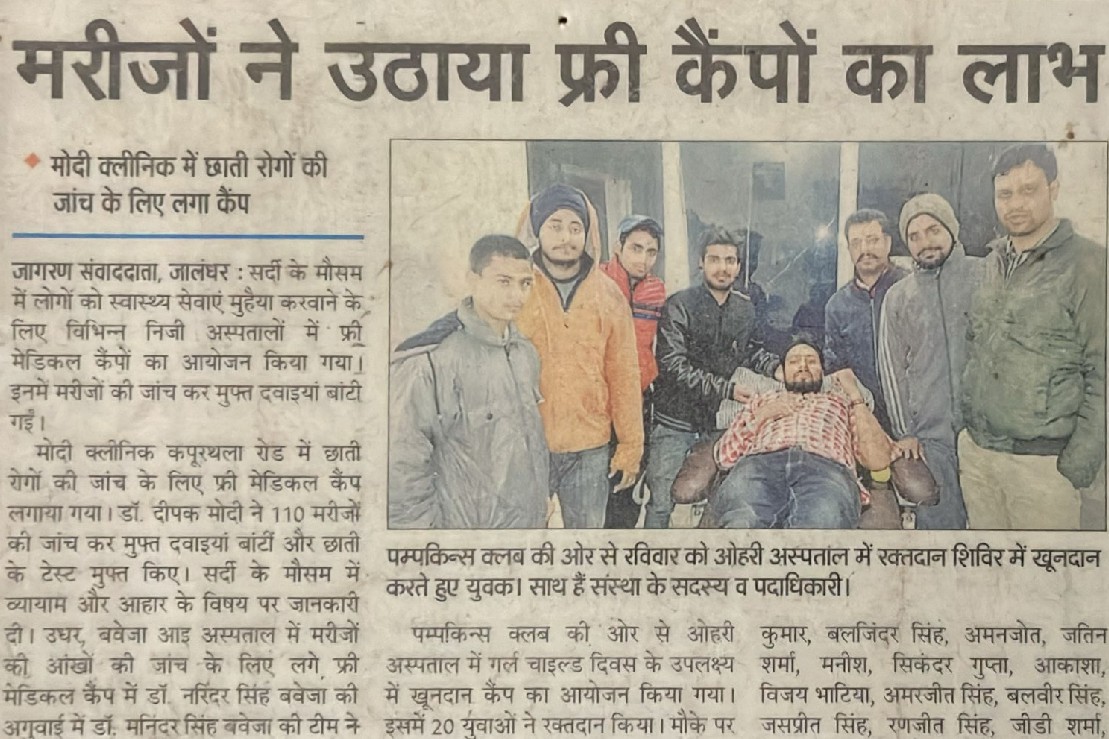 मरीजों ने उठाया फ्री कैंपों का लाभ
मोदी क्लीनिक में छाती रोगों की
जांच के लिए लगा कैंप
जागरण संवाददाता, जालंधर : सर्दी के मौसम
में लोगों को स्वास्थ्य सेवाएं मुहैया करवाने के
लिए विभिन्न निजी अस्पतालों में फ्री
मेडिकल कैंपों का आयोजन किया गया।
इनमें मरीजों की जांच कर मुफ्त दवाइयां बांटी
गईं।
मोदी क्लीनिक कपूरथला रोड में छाती
रोगों की जांच के लिए फ्री मेडिकल कैंप
लगाया गया। डॉ. दीपक मोदी ने 110 मरीजों
की जांच कर मुफ्त दवाइयां बांटीं और छाती
के टेस्ट मुफ्त किए। सर्दी के मौसम में
व्यायाम और आहार के विषय पर जानकारी
दी। उधर, बवेजा आइ अस्पताल में मरीजों
की आंखों की जांच के लिए लगे फ्री
मेडिकल कैंप में डॉ. नरिंदर सिंह बवेजा की
अगुवाई में डॉ. मनिंदर सिंह बवेजा की टीम ने
पम्पकिन्स क्लब की ओर से रविवार को ओहरी अस्पताल में रक्तदान शिविर में खूनदान
करते हुए युवक। साथ हैं संस्था के सदस्य व पदाधिकारी।
पम्पकिन्स क्लब की ओर से ओहरी
अस्पताल में गर्ल चाइल्ड दिवस के उपलक्ष्य
में खूनदान कैंप का आयोजन किया गया।
इसमें 20 युवाओं ने रक्तदान किया। मौके पर
कुमार, बलजिंदर सिंह, अमनजोत, जतिन
शर्मा, मनीश, सिकंदर गुप्ता, आकाशा,
विजय भाटिया, अमरजीत सिंह, बलवीर सिंह,
जसप्रीत सिंह, रणजीत सिंह, जीडी शर्मा,